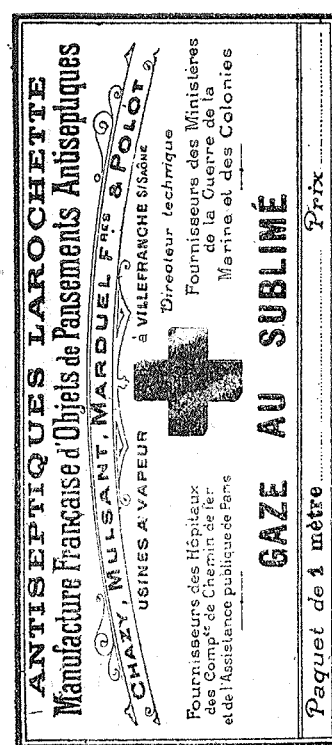 ANTISEPTIQUES LAROCHETTE
Manufacture Française d'Objets de Pansements Antiseptiques
CHAZY, MULSANT, MARDUEL Fres & POLOT
USINES A VAPEUR à VILLEFRANCHE S/SAÔNE
Directeur technique
Fournisseurs des Hôpitaux
des Compies de Chemin de fer
et de l'Assistance publique de Paris
Fournisseurs des Ministères
de la Guerre de la
Marine et des Colonies
GAZE AU SUBLIMÉ
Paquet de 1 mètre Prix